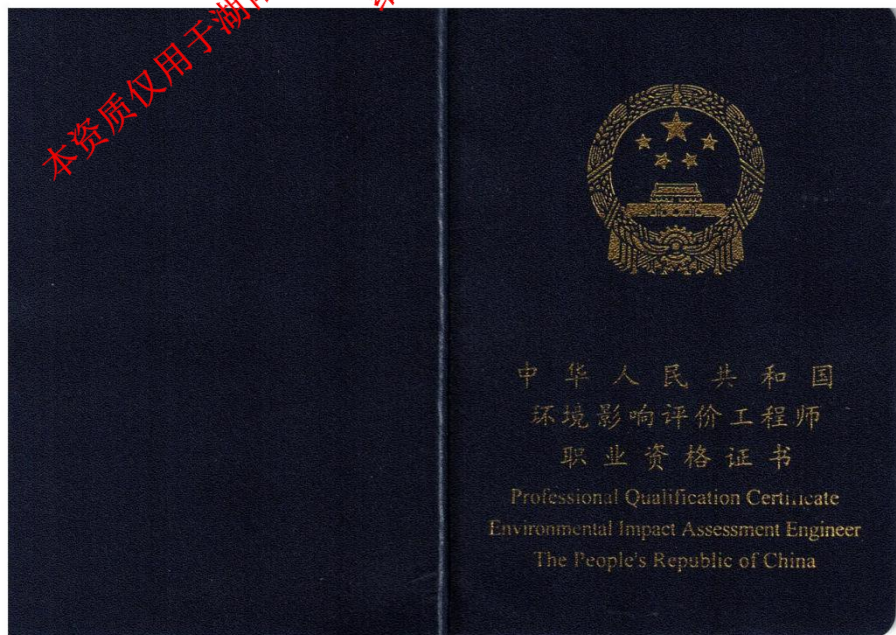 本资质仅用于湖
中华人民共和国
环境影响评价工程师
职业资格证书
Professional Qualification Certificate
Environmental Impact Assessment Engineer
The People's Republic of China